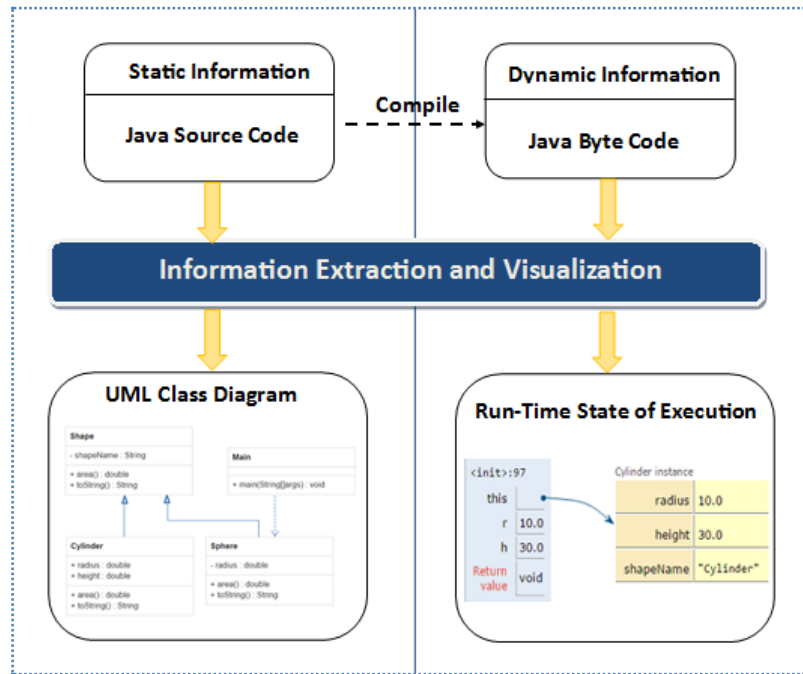 Static Information
Java Source Code
Compile
Dynamic Information
Java Byte Code
Information Extraction and Visualization
UML Class Diagram
Shape
- shapeName : String
+ area() : double
+ toString() : String
Main
+ main(String[]args) : void
Cylinder
+ radius : double
+ height : double
+ area() : double
+ toString() : String
Sphere
- radius : double
+ area() : double
+ toString() : String
Run-Time State of Execution
<init>:97
this
r 10.0
h 30.0
Return
value void
Cylinder instance
radius 10.0
height 30.0
shapeName "Cylinder"